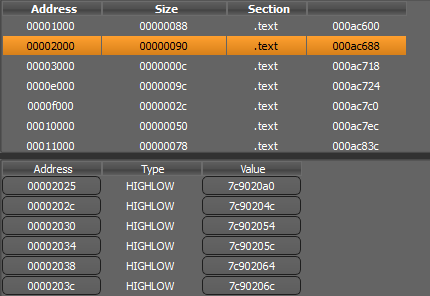 Address Size Section
00001000 00000088 .text 000ac600
00002000 00000090 .text 000ac688
00003000 0000000c .text 000ac718
0000e000 0000009c .text 000ac724
0000f000 0000002c .text 000ac7c0
00010000 00000050 .text 000ac7ec
00011000 00000078 .text 000ac83c
Address Type Value
00002025 HIGHLOW 7c9020a0
0000202c HIGHLOW 7c90204c
00002030 HIGHLOW 7c902054
00002034 HIGHLOW 7c90205c
00002038 HIGHLOW 7c902064
0000203c HIGHLOW 7c90206c